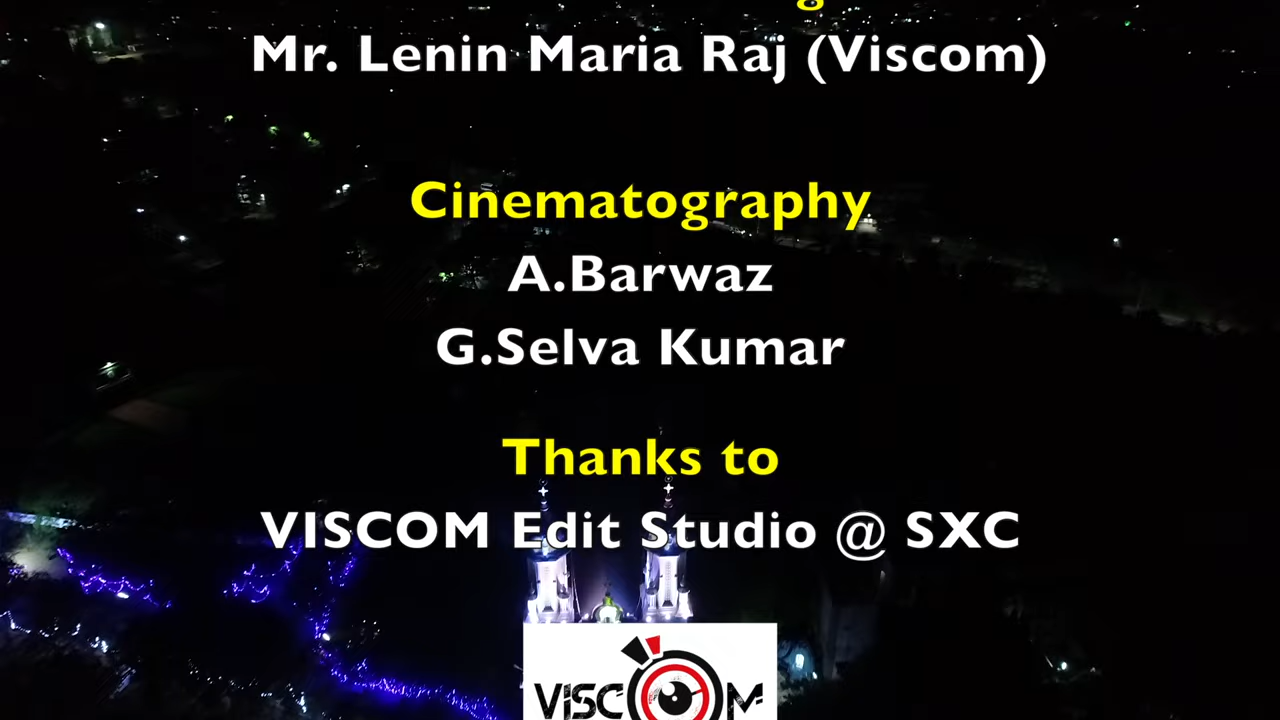 Mr. Lenin Maria Raj (Viscom)
Cinematography
A.Barwaz
G.Selva Kumar
Thanks to
VISCOM Edit Studio @ SXC
VISCOM